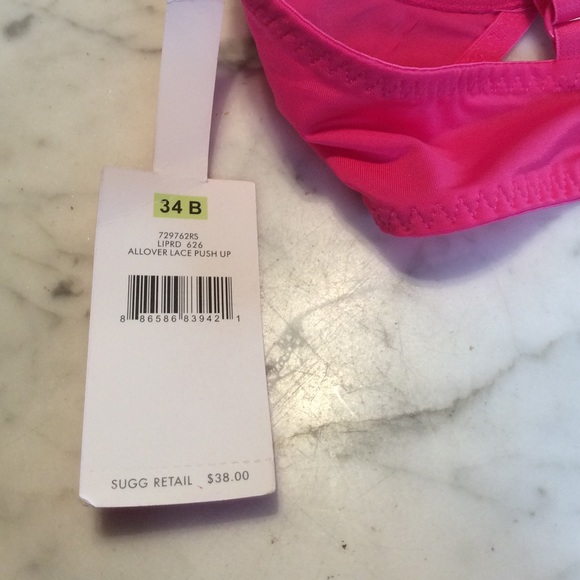 34 B
729762RS
LIPRD 626
ALLOVER LACE PUSH UP
8 86586 83942 1
SUGG RETAIL $38.00